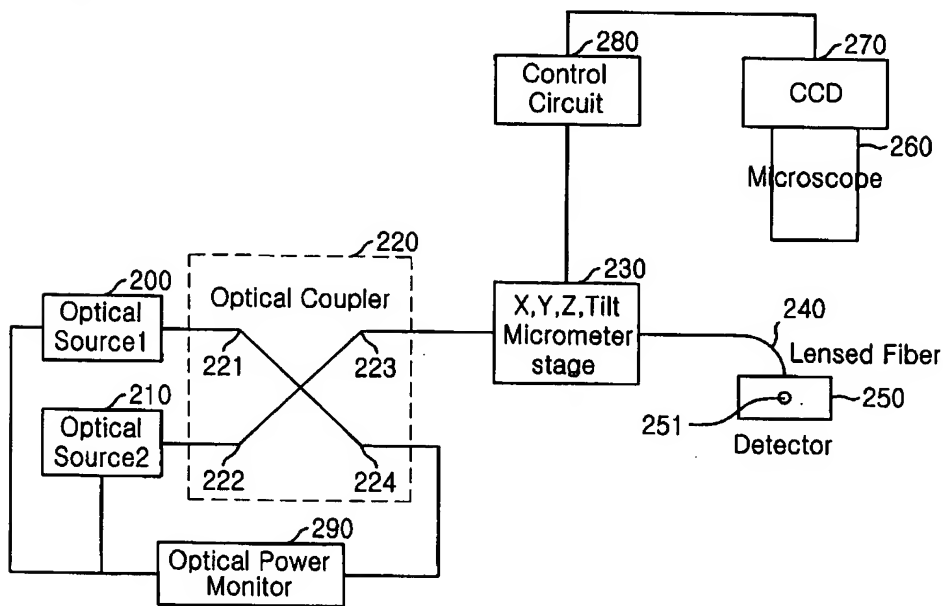 280
Control
Circuit
270
CCD
260
Microscope
220
Optical Coupler
200
Optical
Source1
221
223
210
Optical
Source2
222
224
230
X,Y,Z,Tilt
Micrometer
stage
240
Lensed Fiber
251
250
Detector
290
Optical Power
Monitor